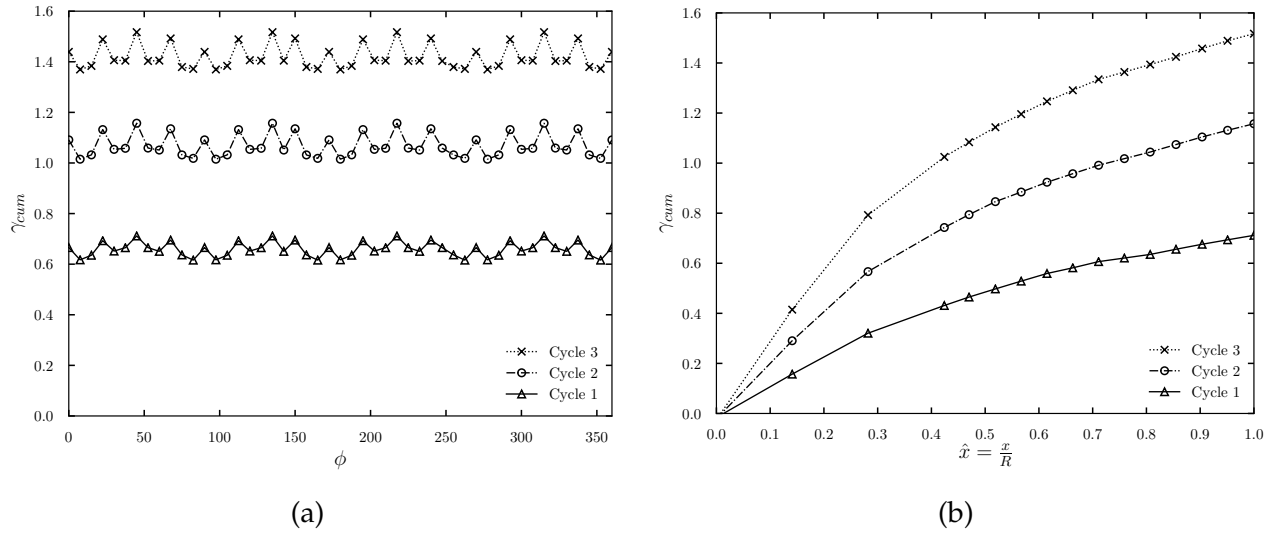 1.6
1.4
1.2
1.0
0.8
0.6
0.4
0.2
0.0
γcum
Cycle 3
Cycle 2
Cycle 1
0 50 100 150 200 250 300 350
ϕ
(a)
1.6
1.4
1.2
1.0
0.8
0.6
0.4
0.2
0.0
γcum
Cycle 3
Cycle 2
Cycle 1
0.0 0.1 0.2 0.3 0.4 0.5 0.6 0.7 0.8 0.9 1.0
x̂ = x/R
(b)